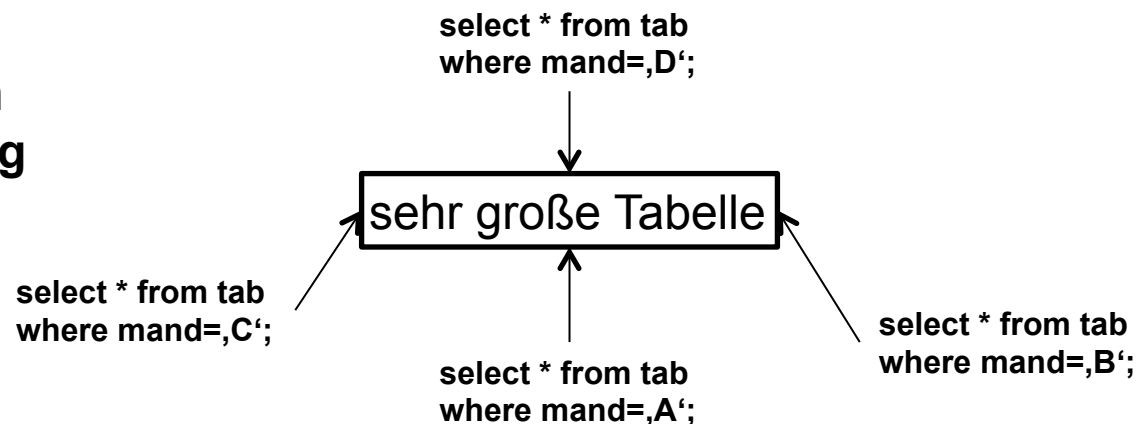 select * from tab
where mand=‚D‘;
g
sehr große Tabelle
select * from tab
where mand=‚C‘;
select * from tab
where mand=‚B‘;
select * from tab
where mand=‚A‘;